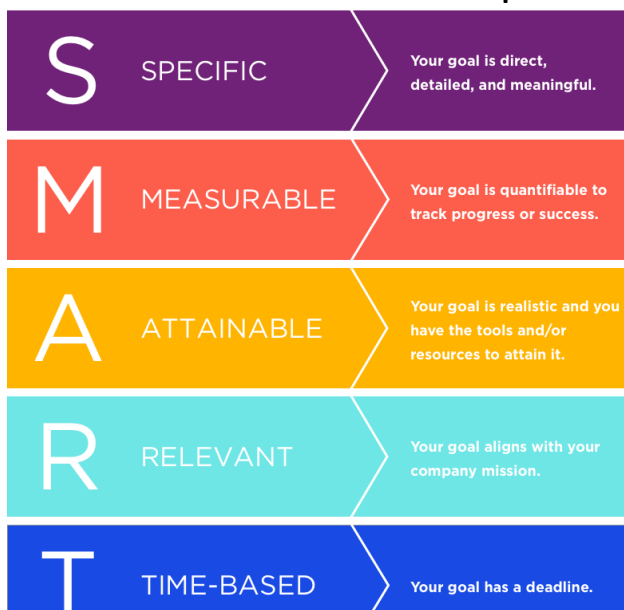 S SPECIFIC
Your goal is direct,
detailed, and meaningful.
M MEASURABLE
Your goal is quantifiable to
track progress or success.
A ATTAINABLE
Your goal is realistic and you
have the tools and/or
resources to attain it.
R RELEVANT
Your goal aligns with your
company mission.
T TIME-BASED
Your goal has a deadline.